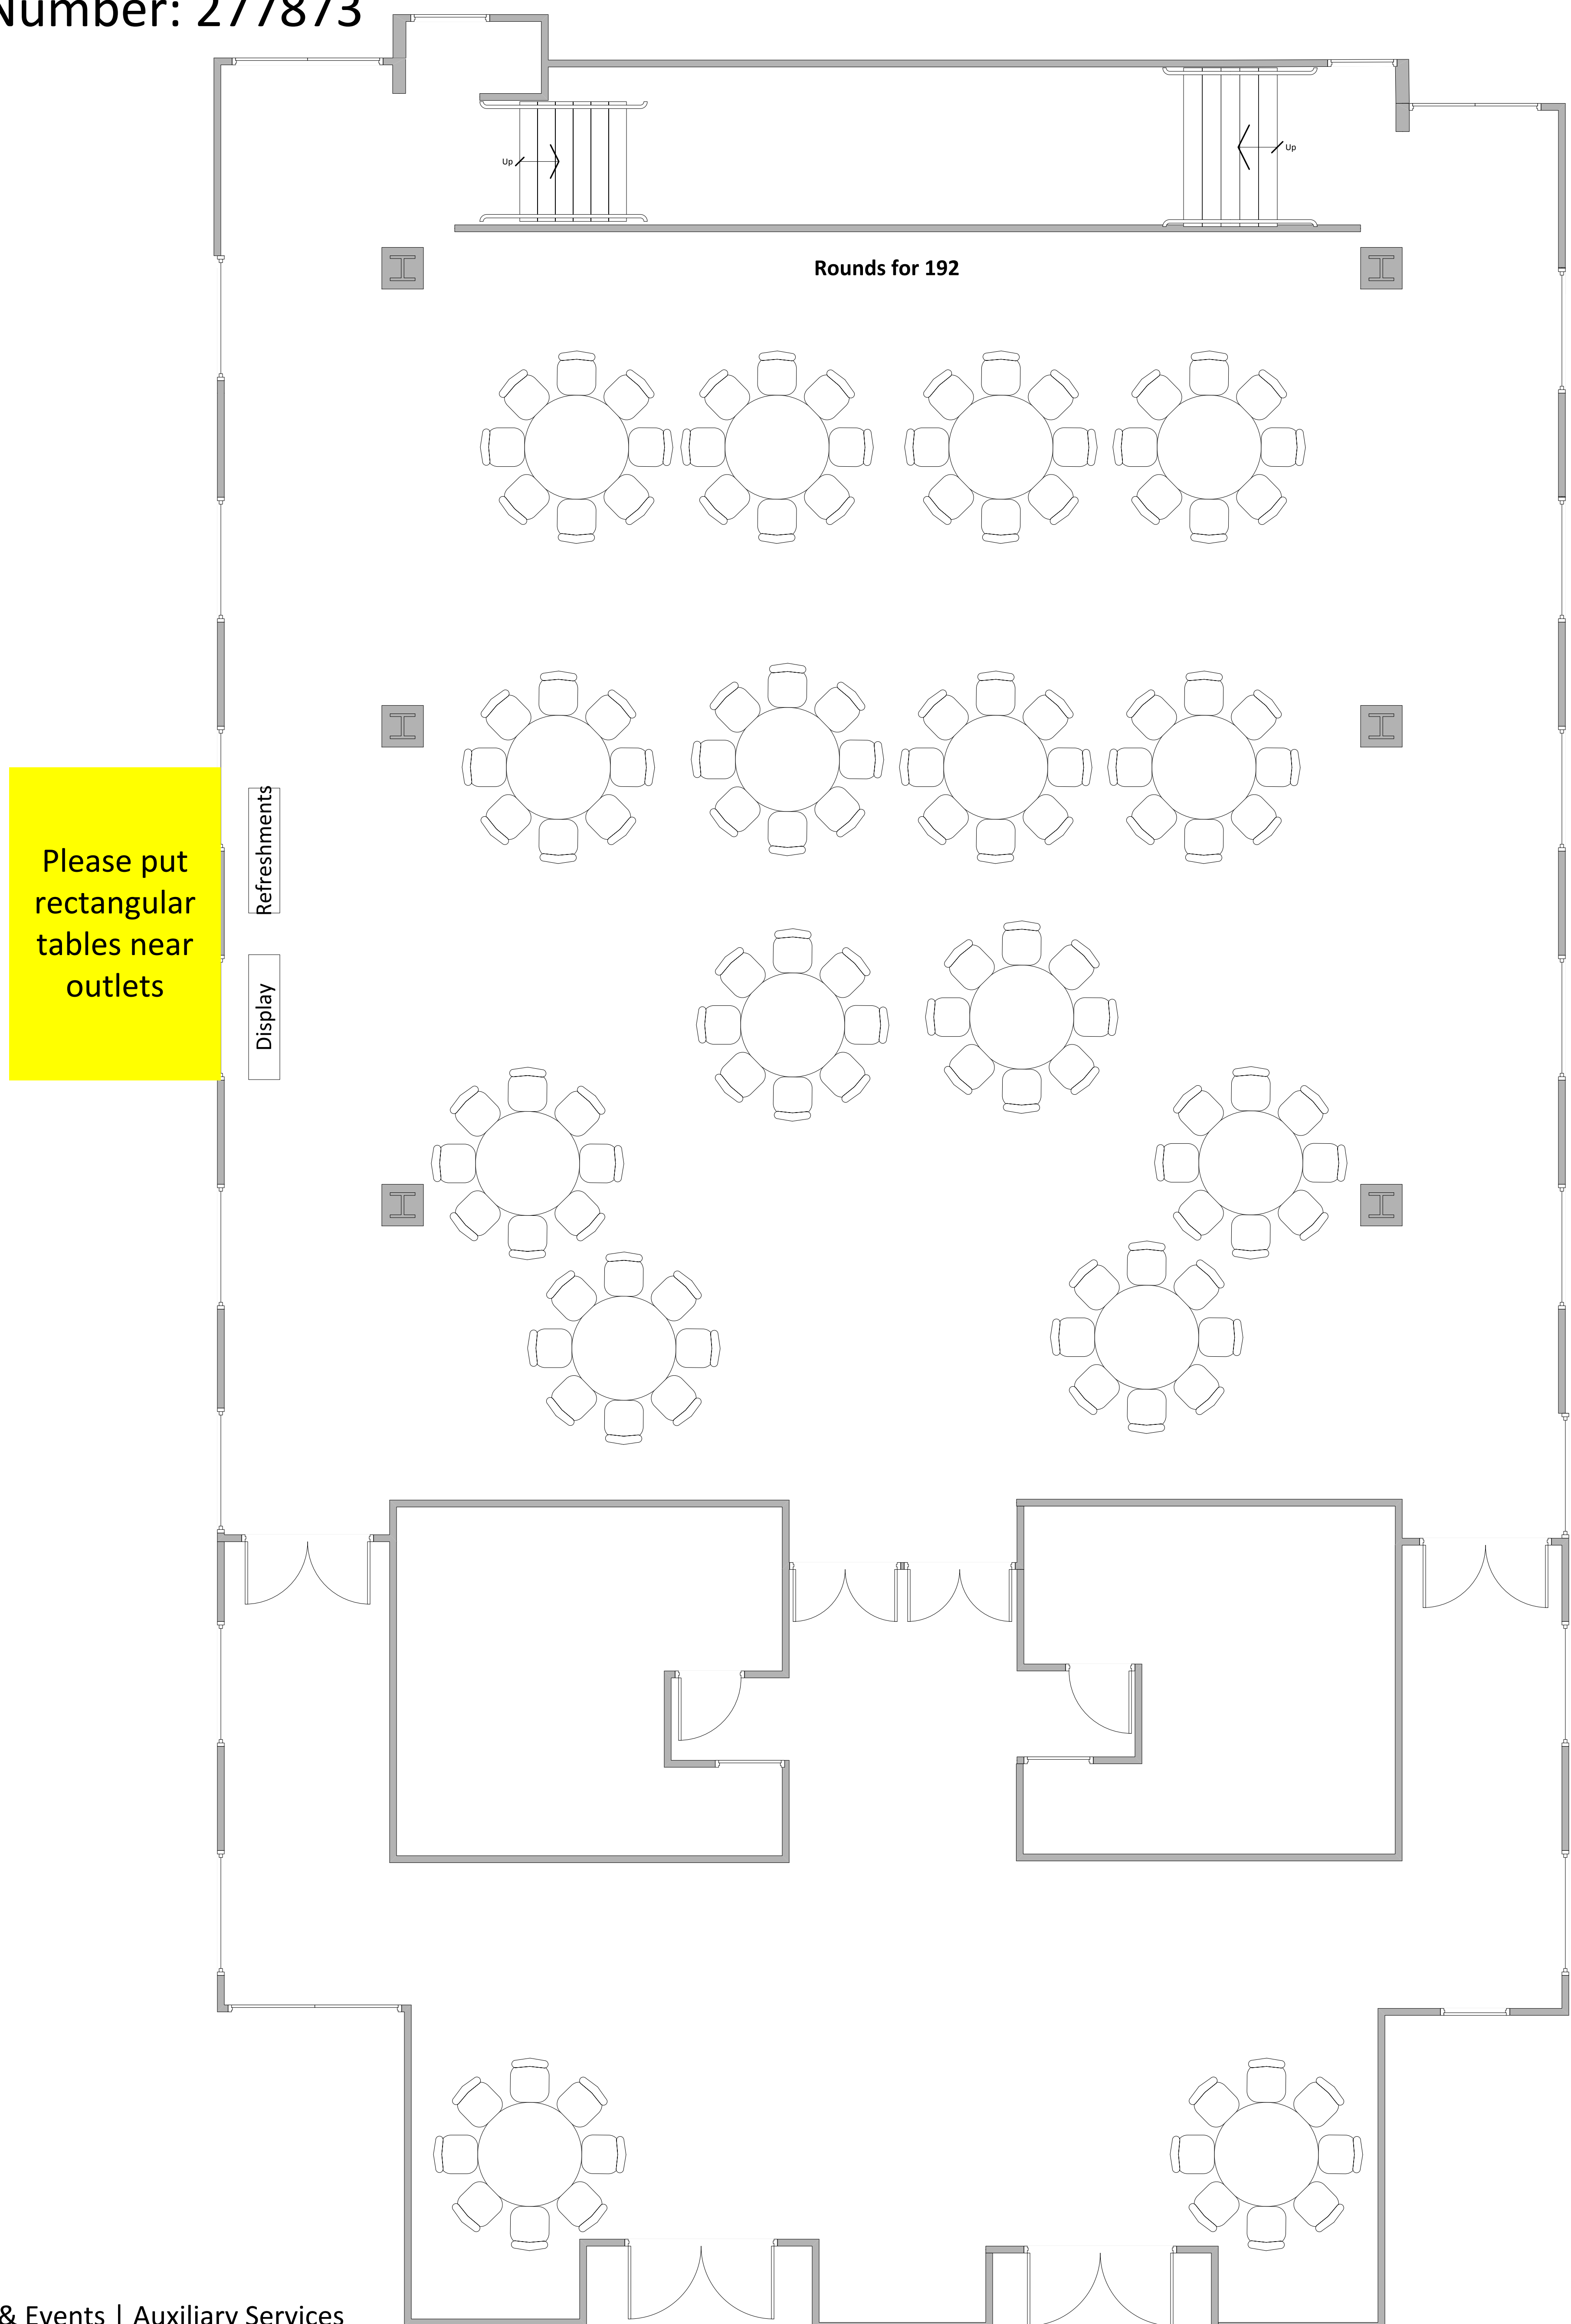 Number: 277873
Up
Up
Rounds for 192
Refreshments
Please put
rectangular
tables near
outlets
Display
& Events | Auxiliary Services